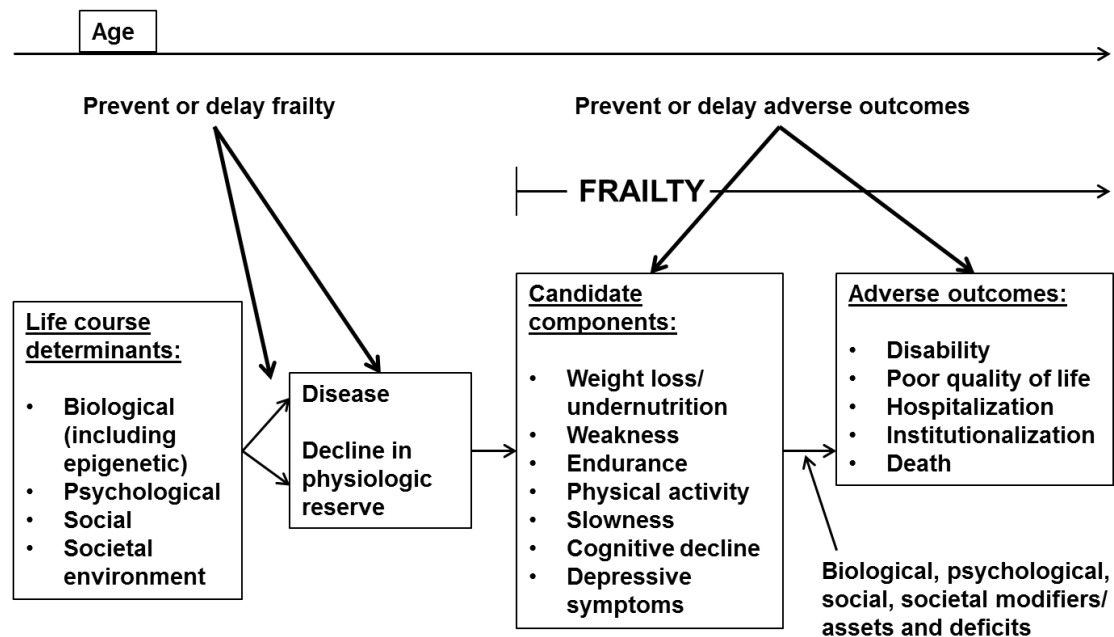 Age
Prevent or delay frailty
Prevent or delay adverse outcomes
FRAILTY
Life course
determinants:
• Biological
(including
epigenetic)
• Psychological
• Social
• Societal
environment
Disease
Decline in
physiologic
reserve
Candidate
components:
• Weight loss/
undernutrition
• Weakness
• Endurance
• Physical activity
• Slowness
• Cognitive decline
• Depressive
symptoms
Adverse outcomes:
• Disability
• Poor quality of life
• Hospitalization
• Institutionalization
• Death
Biological, psychological,
social, societal modifiers/
assets and deficits